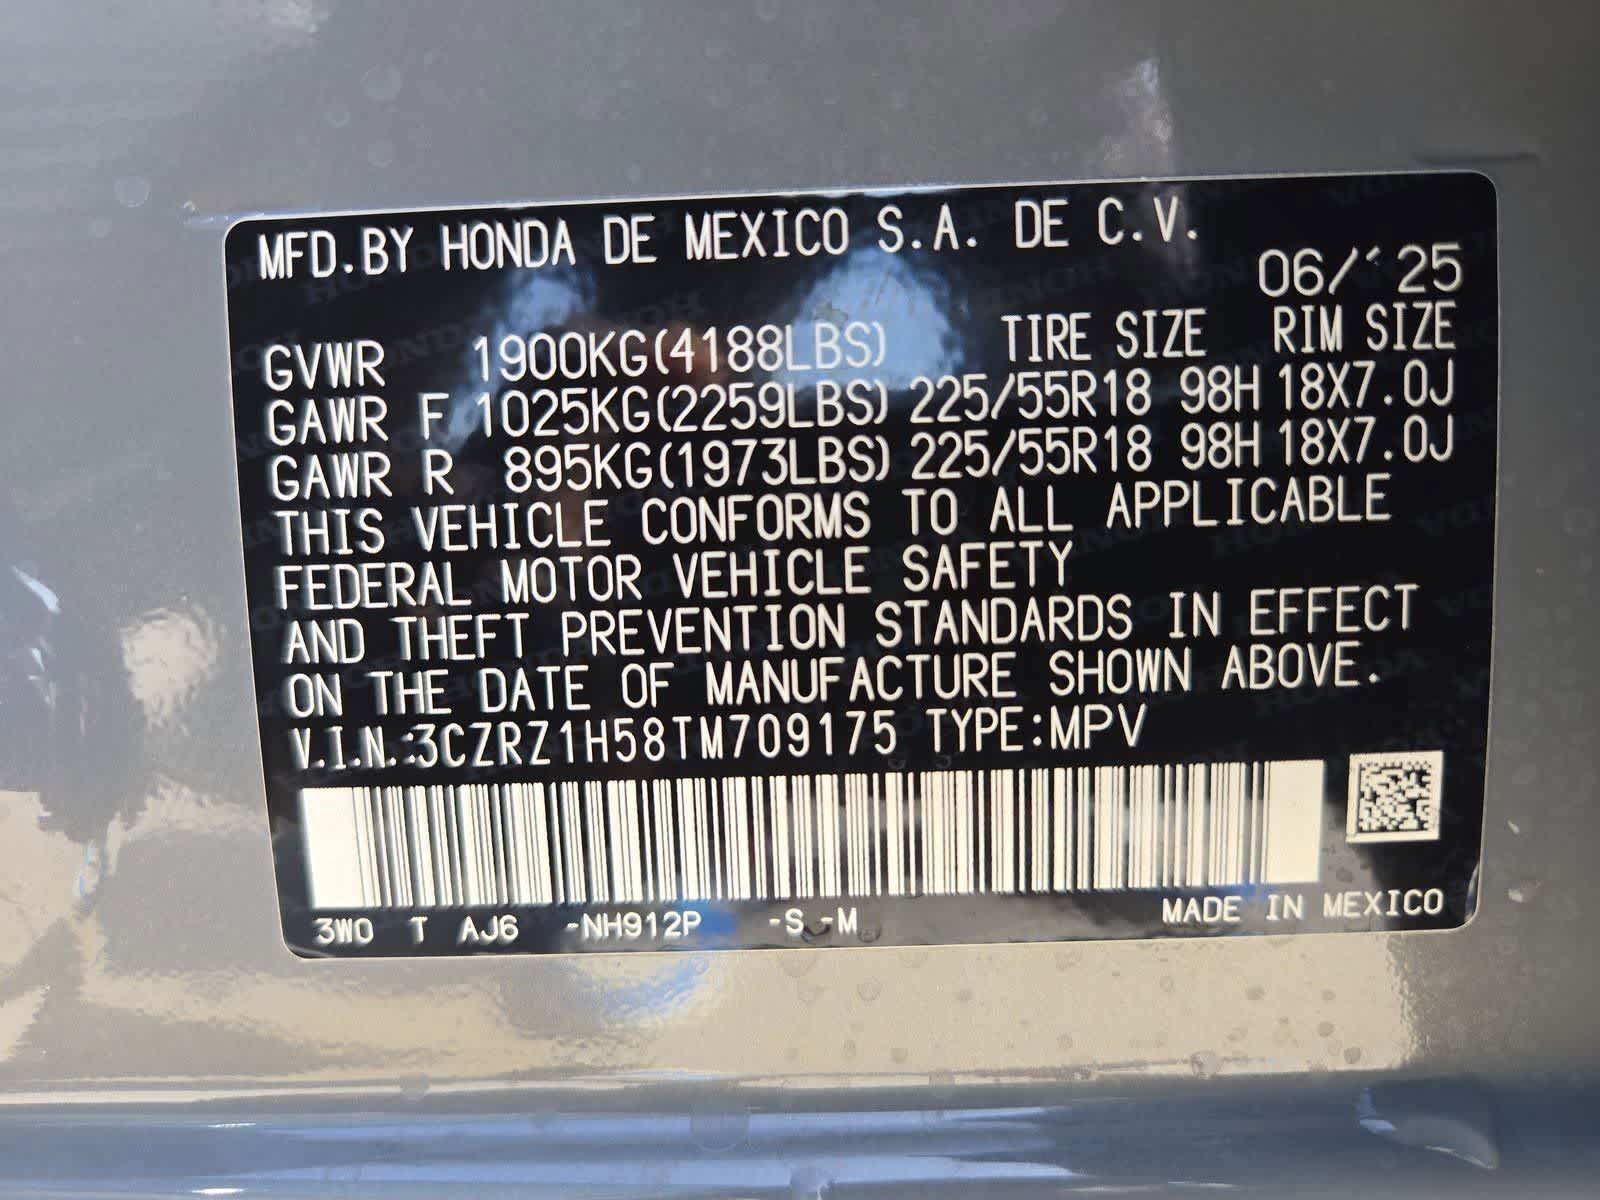 MFD.BY HONDA DE MEXICO S.A. DE C.V.
06/'25
GVWR 1900KG(4188LBS) TIRE SIZE RIM SIZE
GAWR F 1025KG(2259LBS) 225/55R18 98H 18X7.0J
GAWR R 895KG(1973LBS) 225/55R18 98H 18X7.0J
THIS VEHICLE CONFORMS TO ALL APPLICABLE
FEDERAL MOTOR VEHICLE SAFETY
AND THEFT PREVENTION STANDARDS IN EFFECT
ON THE DATE OF MANUFACTURE SHOWN ABOVE.
V.I.N.:3CZRZ1H58TM709175 TYPE:MPV
3W0 T AJ6 -NH912P -S -M MADE IN MEXICO